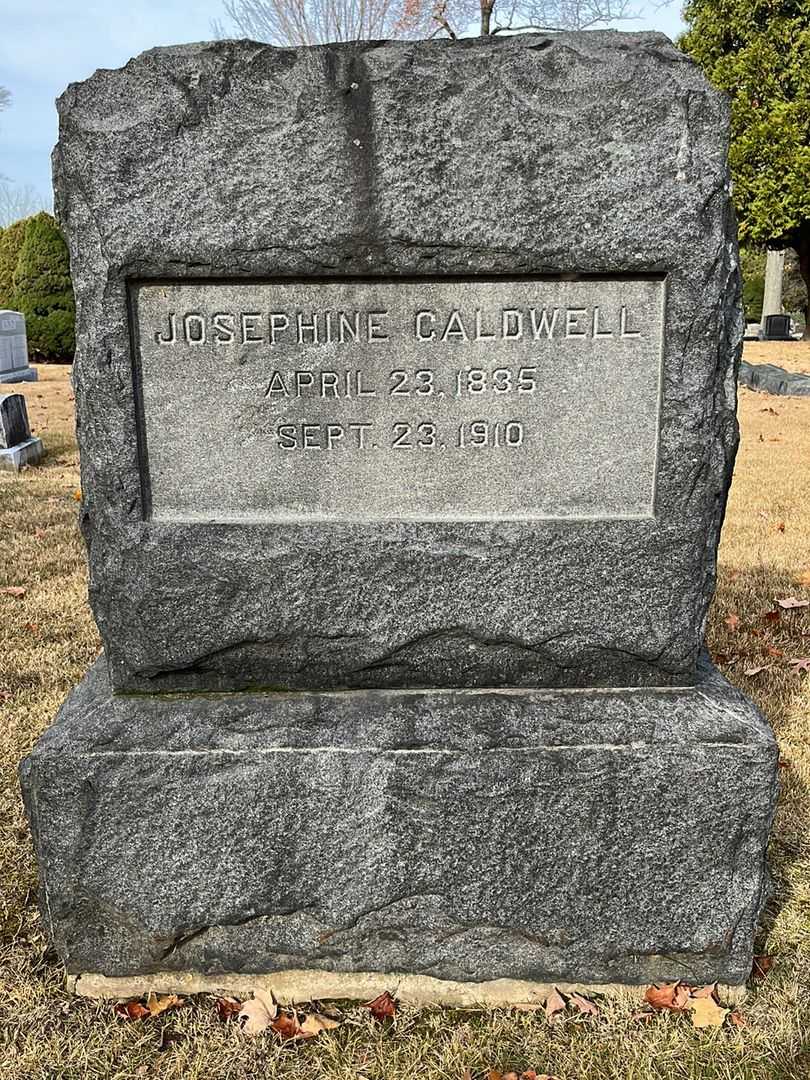 JOSEPHINE CALDWELL
APRIL 23, 1835
SEPT. 23, 1910